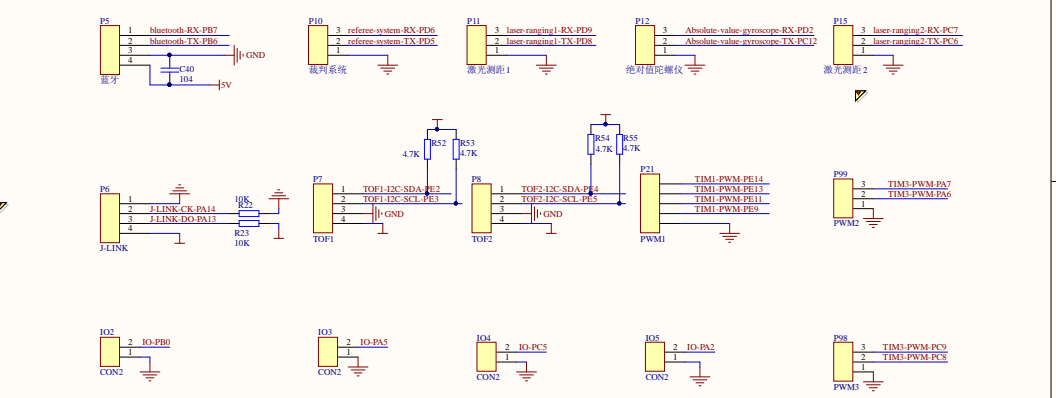 P5
1 bluetooth-RX-PB7
2 bluetooth-TX-PB6
3 GND
4
C40
104
5V
蓝牙
P10
3 referee-system-RX-PD6
2 referee-system-TX-PD5
1
裁判系统
P11
3 laser-ranging1-RX-PD9
2 laser-ranging1-TX-PD8
1
激光测距1
P12
3 Absolute-value-gyroscope-RX-PD2
2 Absolute-value-gyroscope-TX-PC12
1
绝对值陀螺仪
P15
3 laser-ranging2-RX-PC7
2 laser-ranging2-TX-PC6
1
激光测距2
P6
1
2 J-LINK-CK-PA14
3 J-LINK-DO-PA13
4
10K
R22
R23
10K
J-LINK
P7
R52
4.7K
R53
4.7K
1 TOF1-I2C-SDA-PE2
2 TOF1-I2C-SCL-PE3
3 GND
4
TOF1
P8
R54
4.7K
R55
4.7K
1 TOF2-I2C-SDA-PE4
2 TOF2-I2C-SCL-PE5
3 GND
4
TOF2
P21
1 TIM1-PWM-PE14
2 TIM1-PWM-PE13
3 TIM1-PWM-PE11
4 TIM1-PWM-PE9
5
PWM1
P99
3 TIM3-PWM-PA7
2 TIM3-PWM-PA6
1
PWM2
IO2
2 IO-PB0
1
CON2
IO3
2 IO-PA5
1
CON2
IO4
2 IO-PC5
1
CON2
IO5
2 IO-PA2
1
CON2
P98
3 TIM3-PWM-PC9
2 TIM3-PWM-PC8
1
PWM3